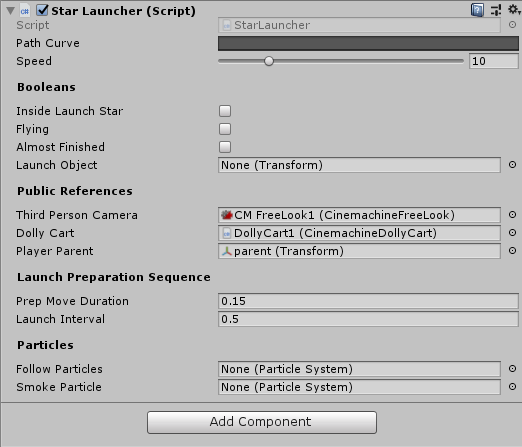 Star Launcher (Script)
Script StarLauncher
Path Curve
Speed 10
Booleans
Inside Launch Star
Flying
Almost Finished
Launch Object None (Transform)
Public References
Third Person Camera CM FreeLook1 (CinemachineFreeLook)
Dolly Cart DollyCart1 (CinemachineDollyCart)
Player Parent parent (Transform)
Launch Preparation Sequence
Prep Move Duration 0.15
Launch Interval 0.5
Particles
Follow Particles None (Particle System)
Smoke Particle None (Particle System)
Add Component